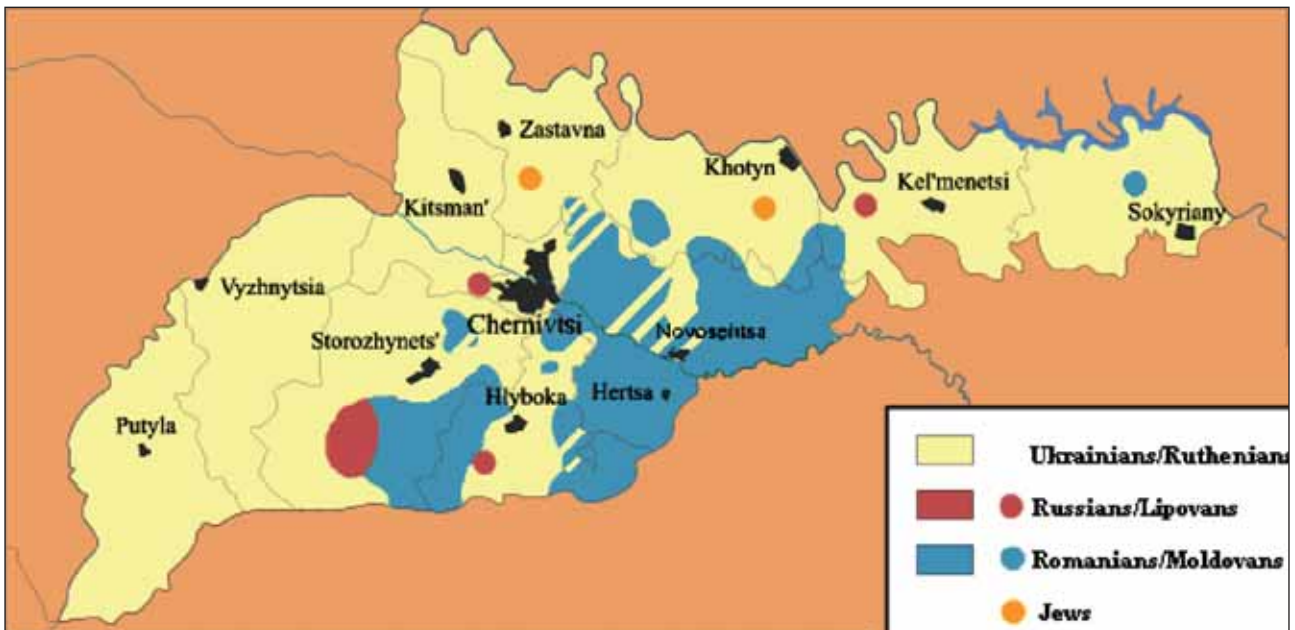 Zastavna
Khotyn
Kitsman'
Kel'menetsi
Sokyriany
Vyzhnytsia
Chernivtsi
Storozhynets'
Novoselitsa
Hertsa
Hlyboka
Putyla
Ukrainians/Ruthenians
Russians/Lipovans
Romanians/Moldovans
Jews